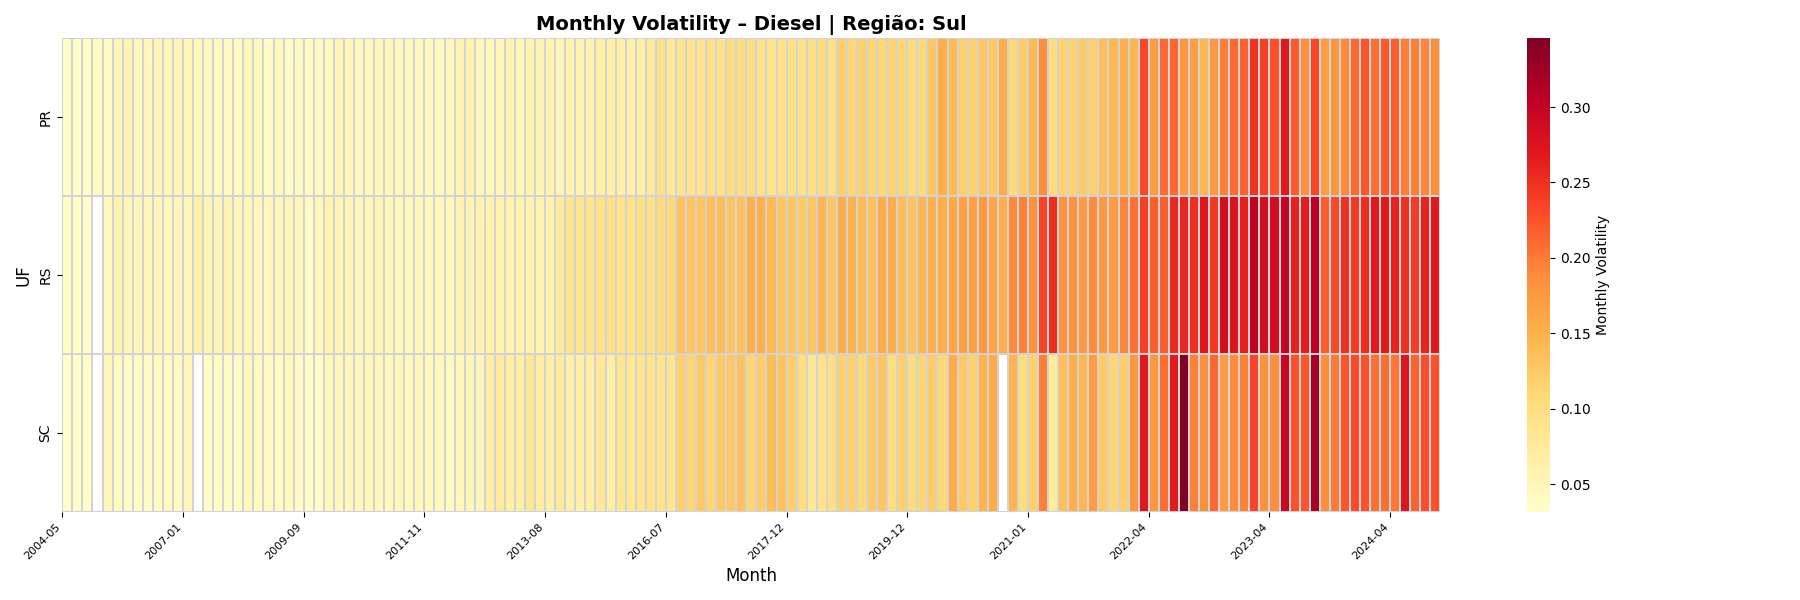 Monthly Volatility – Diesel | Região: Sul
UF
PR
RS
SC
2004-05
2007-01
2009-09
2011-11
2013-08
2016-07
2017-12
2019-12
2021-01
2022-04
2023-04
2024-04
Month
0.30
0.25
0.20
0.15
0.10
0.05
Monthly Volatility